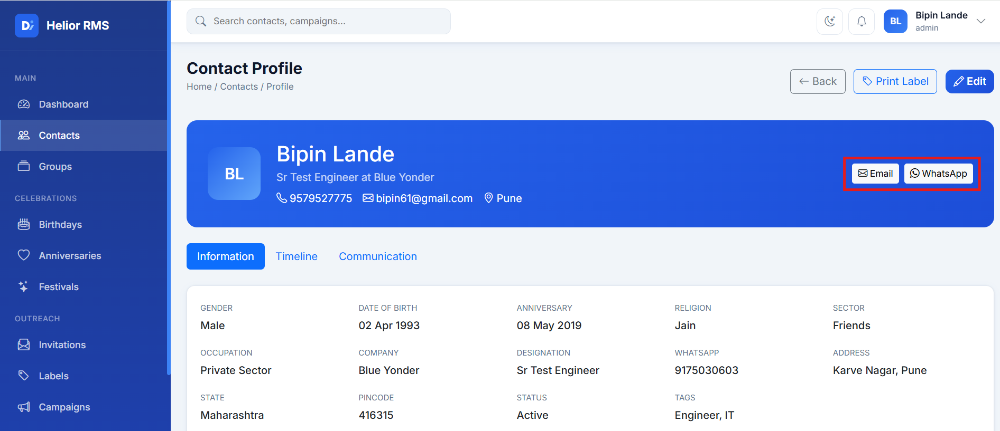 Di Helior RMS
Search contacts, campaigns...
BL
Bipin Lande
admin
MAIN
Dashboard
Contacts
Groups
CELEBRATIONS
Birthdays
Anniversaries
Festivals
OUTREACH
Invitations
Labels
Campaigns
Contact Profile
Home / Contacts / Profile
Back
Print Label
Edit
BL
Bipin Lande
Sr Test Engineer at Blue Yonder
9579527775 bipin61@gmail.com Pune
Email WhatsApp
Information Timeline Communication
GENDER DATE OF BIRTH ANNIVERSARY RELIGION SECTOR
Male 02 Apr 1993 08 May 2019 Jain Friends
OCCUPATION COMPANY DESIGNATION WHATSAPP ADDRESS
Private Sector Blue Yonder Sr Test Engineer 9175030603 Karve Nagar, Pune
STATE PINCODE STATUS TAGS
Maharashtra 416315 Active Engineer, IT